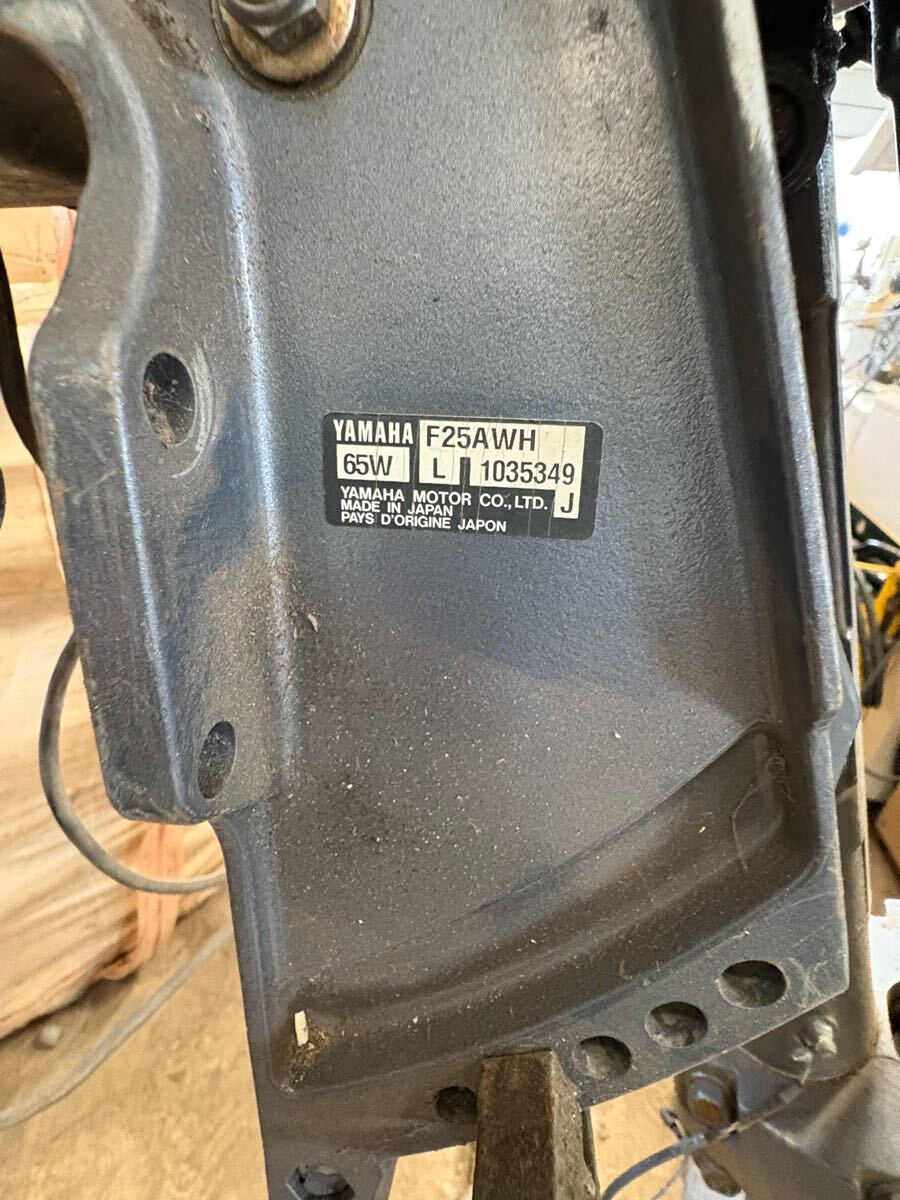 YAMAHA F25AWH
65W L 1035349
YAMAHA MOTOR CO., LTD. J
MADE IN JAPAN
PAYS D'ORIGINE JAPON